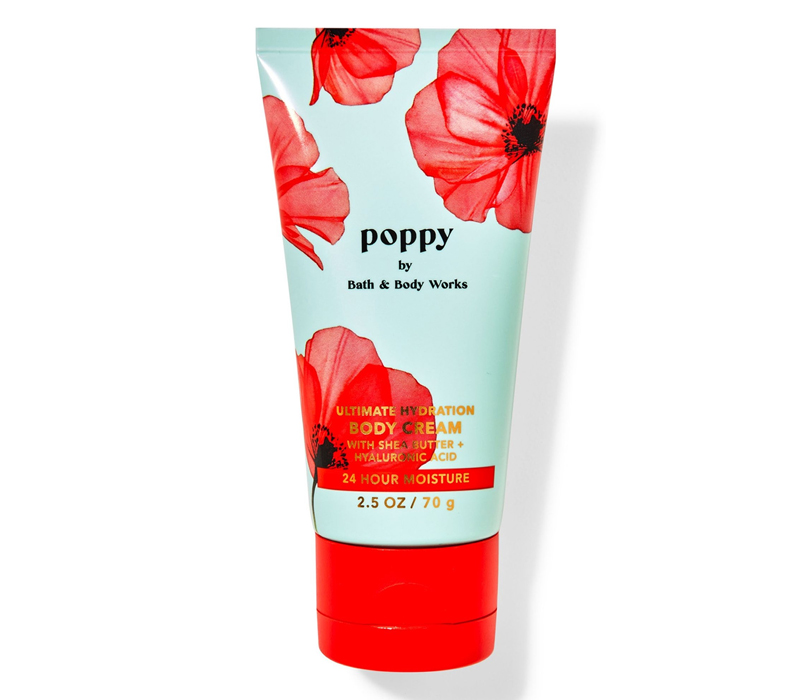 poppy
by
Bath & Body Works
ULTIMATE HYDRATION
BODY CREAM
WITH SHEA BUTTER +
HYALURONIC ACID
24 HOUR MOISTURE
2.5 OZ / 70 g